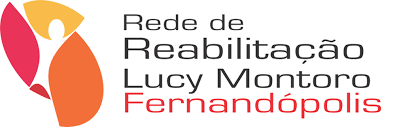 Rede de
Reabilitação
Lucy Montoro
Fernandópolis